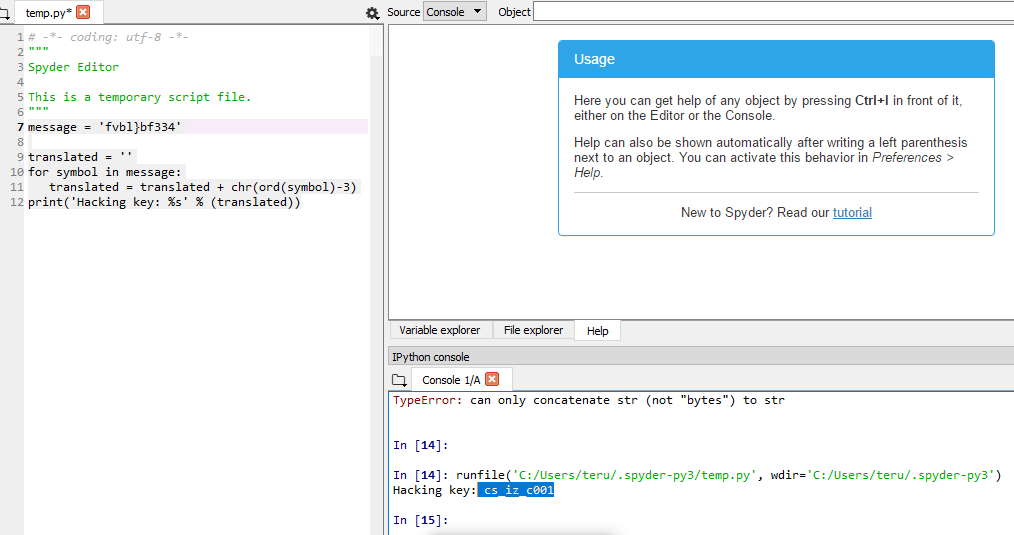 temp.py*
1 # -*- coding: utf-8 -*-
2 """
3 Spyder Editor
4
5 This is a temporary script file.
6 """
7 message = 'fvbl}bf334'
8
9 translated = ''
10 for symbol in message:
11    translated = translated + chr(ord(symbol)-3)
12 print('Hacking key: %s' % (translated))
Source Console Object
Usage
Here you can get help of any object by pressing Ctrl+I in front of it,
either on the Editor or the Console.
Help can also be shown automatically after writing a left parenthesis
next to an object. You can activate this behavior in Preferences >
Help.
New to Spyder? Read our tutorial
Variable explorer File explorer Help
IPython console
Console 1/A
TypeError: can only concatenate str (not "bytes") to str
In [14]:
In [14]: runfile('C:/Users/teru/.spyder-py3/temp.py', wdir='C:/Users/teru/.spyder-py3')
Hacking key: cs_iz_c001
In [15]: